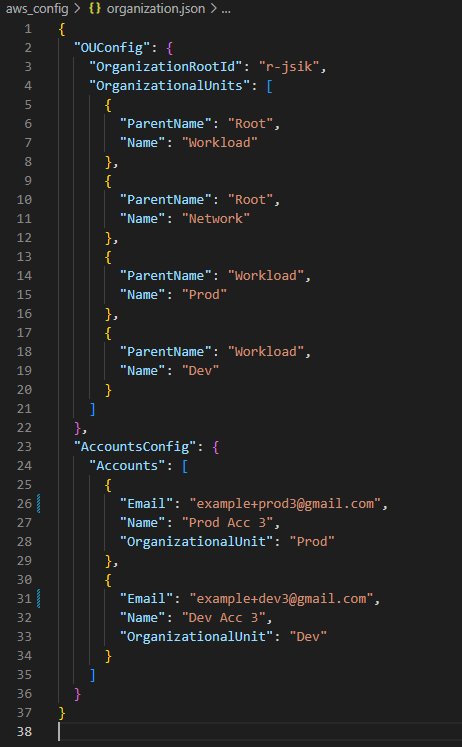 aws_config > {} organization.json > ...
1 {
2 "OUConfig": {
3 "OrganizationRootId": "r-jsik",
4 "OrganizationalUnits": [
5 {
6 "ParentName": "Root",
7 "Name": "Workload"
8 },
9 {
10 "ParentName": "Root",
11 "Name": "Network"
12 },
13 {
14 "ParentName": "Workload",
15 "Name": "Prod"
16 },
17 {
18 "ParentName": "Workload",
19 "Name": "Dev"
20 }
21 ]
22 },
23 "AccountsConfig": {
24 "Accounts": [
25 {
26 "Email": "example+prod3@gmail.com",
27 "Name": "Prod Acc 3",
28 "OrganizationalUnit": "Prod"
29 },
30 {
31 "Email": "example+dev3@gmail.com",
32 "Name": "Dev Acc 3",
33 "OrganizationalUnit": "Dev"
34 }
35 ]
36 }
37 }
38